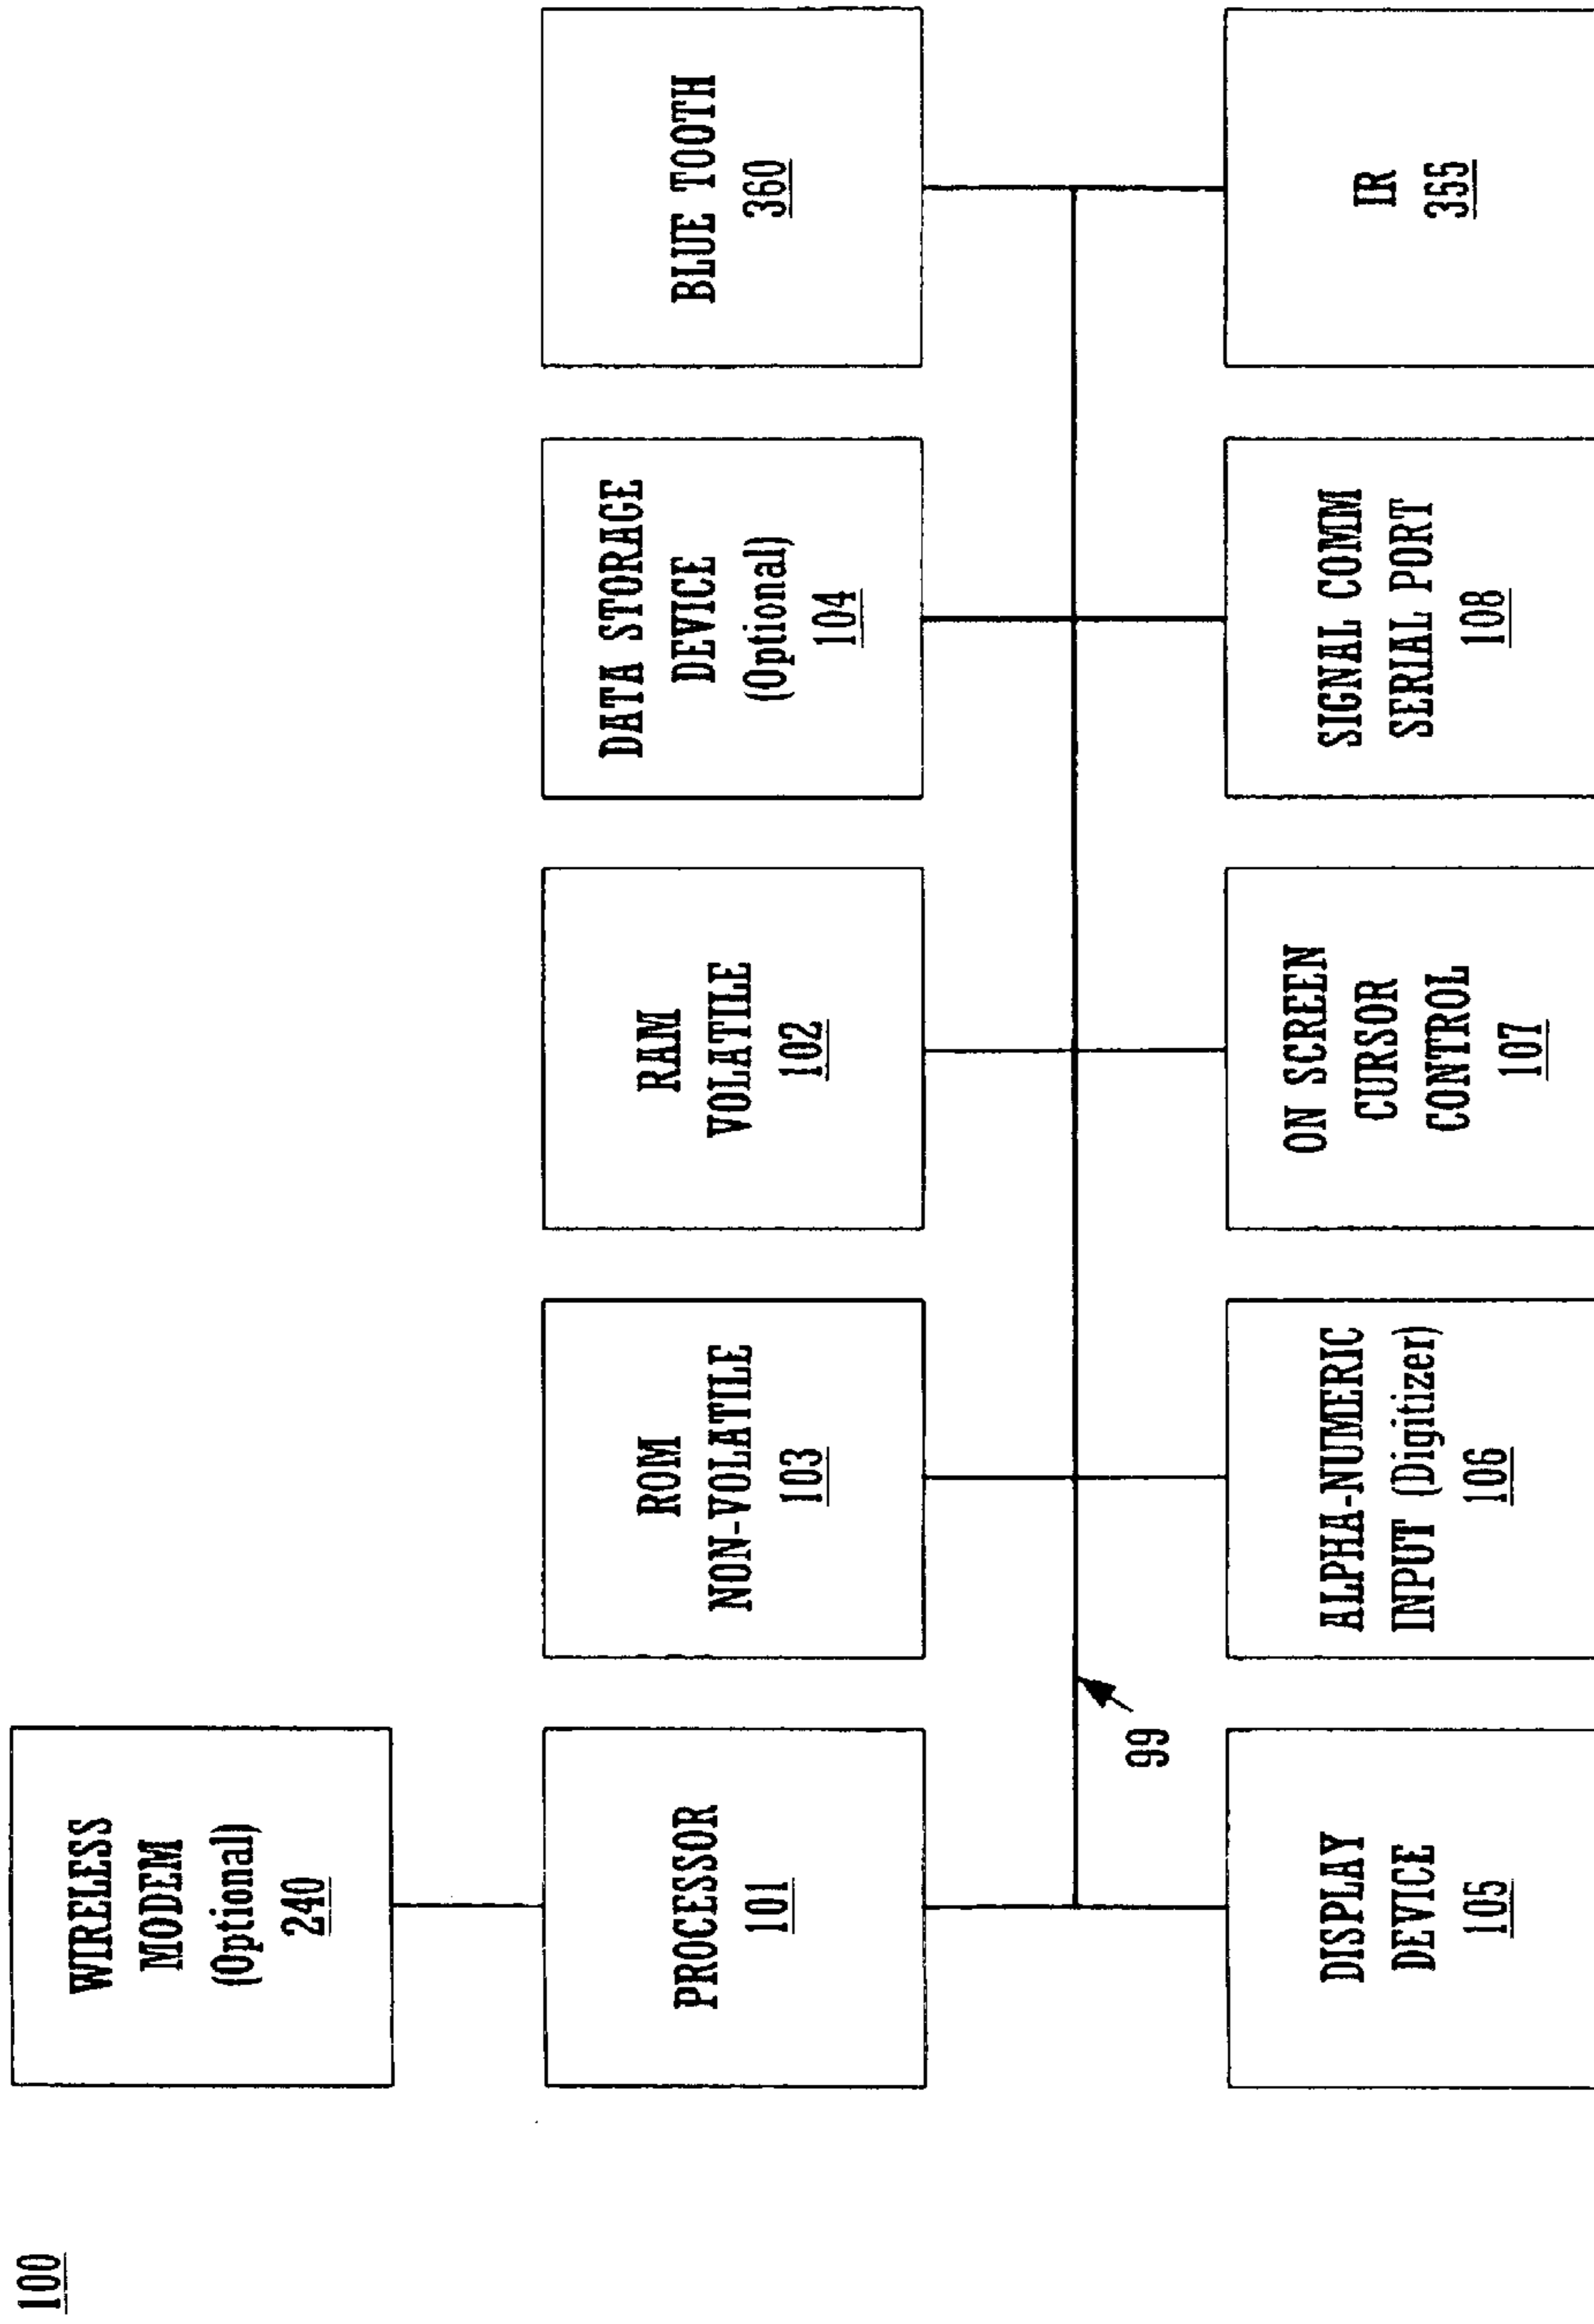 100
WIRELESS
MODEM
(Optional)
240
PROCESSOR
101
ROM
NON-VOLATILE
103
RAM
VOLATILE
102
DATA STORAGE
DEVICE
(Optional)
104
BLUE TOOTH
360
99
DISPLAY
DEVICE
105
ALPHA-NUMERIC
INPUT (Digitizer)
106
ON SCREEN
CURSOR
CONTROL
107
SIGNAL COMM
SERIAL PORT
108
IR
355